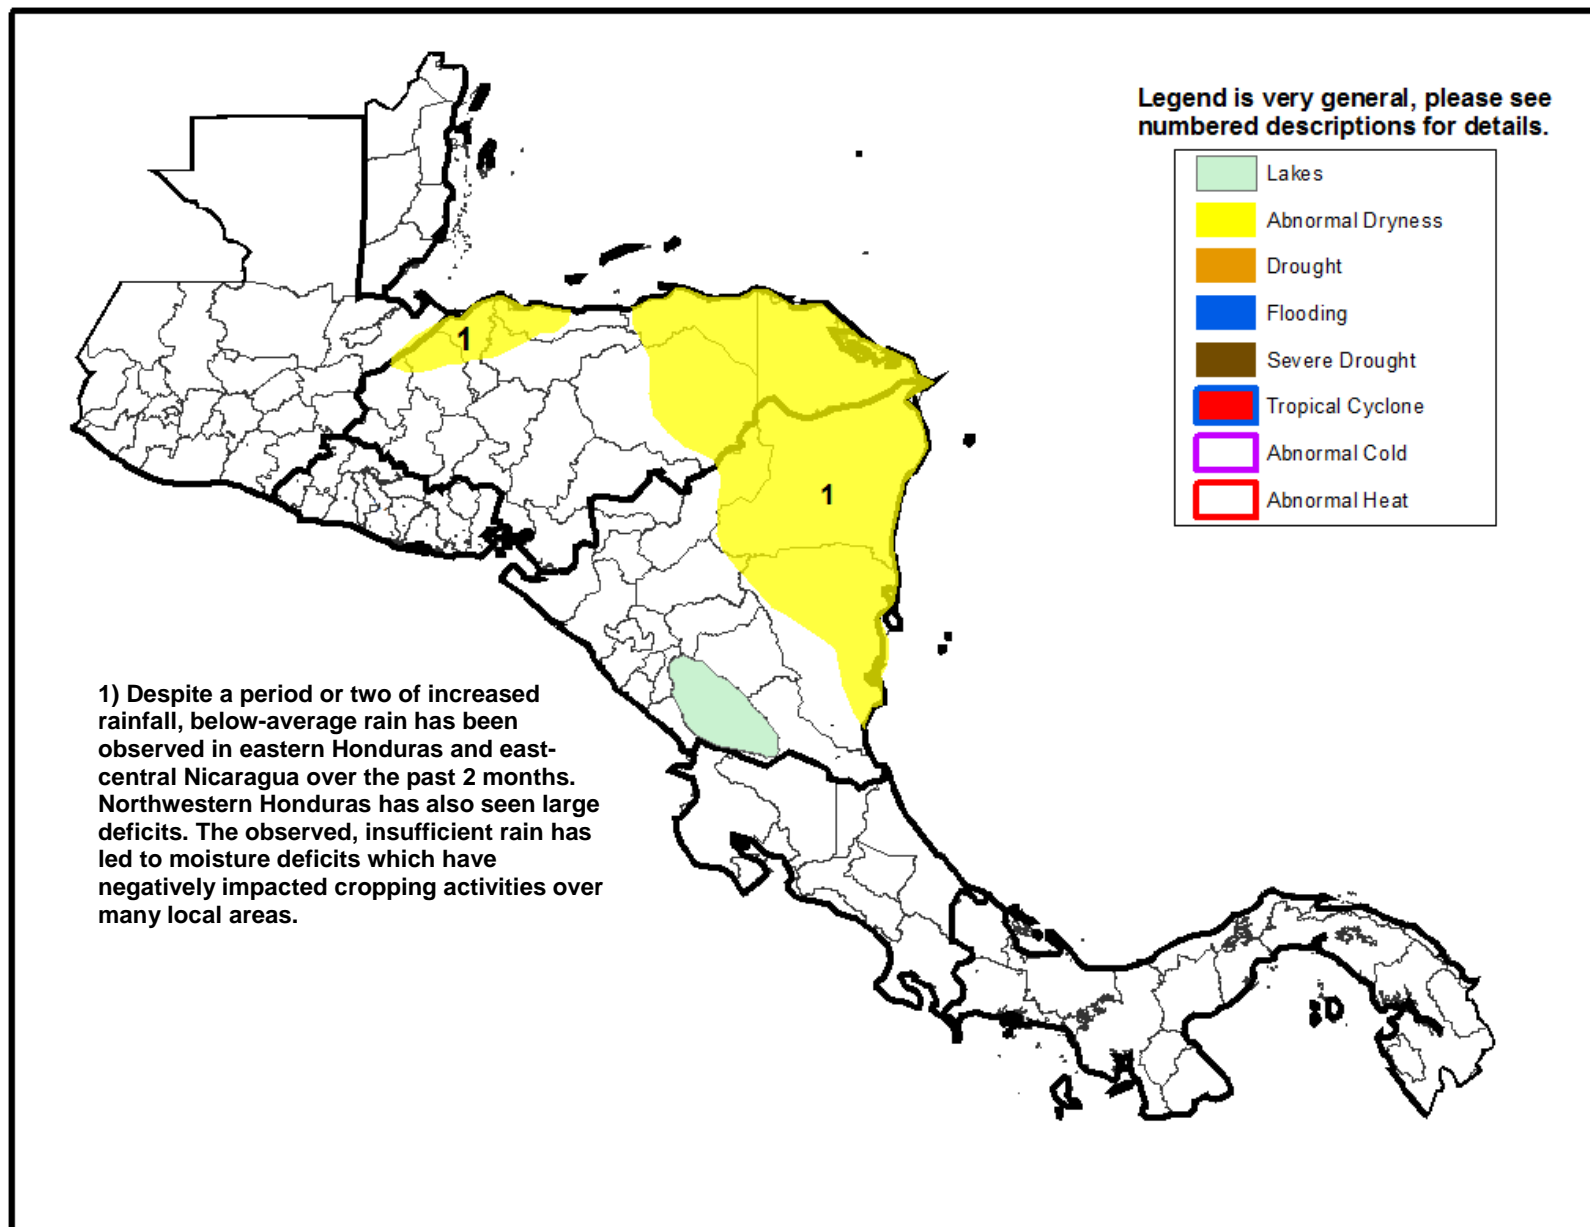 Legend is very general, please see
numbered descriptions for details.
Lakes
Abnormal Dryness
Drought
Flooding
Severe Drought
Tropical Cyclone
Abnormal Cold
Abnormal Heat
1
1
1) Despite a period or two of increased
rainfall, below-average rain has been
observed in eastern Honduras and east-
central Nicaragua over the past 2 months.
Northwestern Honduras has also seen large
deficits. The observed, insufficient rain has
led to moisture deficits which have
negatively impacted cropping activities over
many local areas.